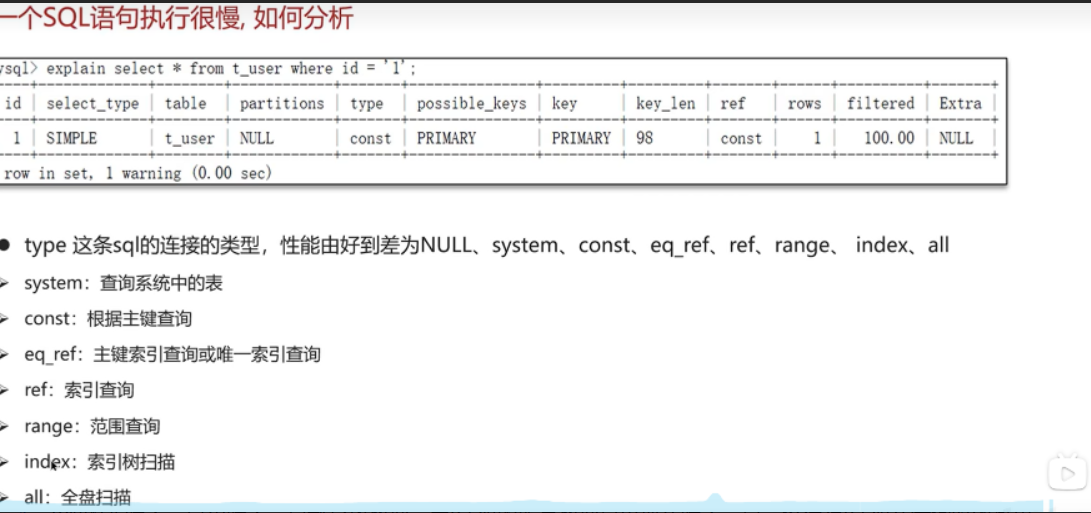 一个SQL语句执行很慢, 如何分析
ysql> explain select * from t_user where id = '1';
id | select_type | table | partitions | type | possible_keys | key | key_len | ref | rows | filtered | Extra |
1 | SIMPLE | t_user | NULL | const | PRIMARY | PRIMARY | 98 | const | 1 | 100.00 | NULL |
row in set, 1 warning (0.00 sec)
● type 这条sql的连接的类型，性能由好到差为NULL、system、const、eq_ref、ref、range、 index、all
➢ system：查询系统中的表
➢ const：根据主键查询
➢ eq_ref：主键索引查询或唯一索引查询
➢ ref：索引查询
➢ range：范围查询
➢ index：索引树扫描
➢ all：全盘扫描